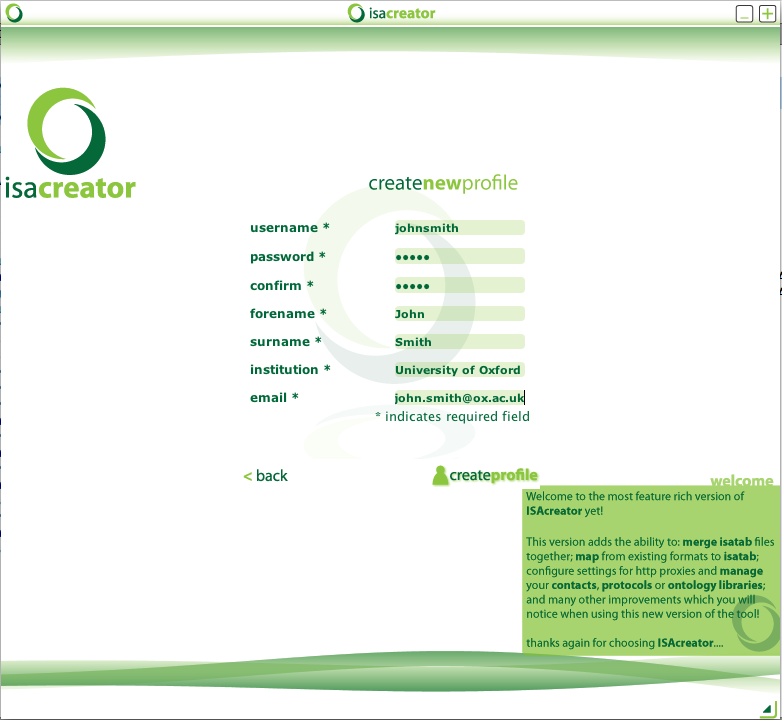 isacreator
isacreator
createnewprofile
username * johnsmith
password * •••••
confirm * •••••
forename * John
surname * Smith
institution * University of Oxford
email * john.smith@ox.ac.uk
* indicates required field
< back
createprofile
welcome
Welcome to the most feature rich version of
ISAcreator yet!
This version adds the ability to: merge isatab files
together; map from existing formats to isatab;
configure settings for http proxies and manage
your contacts, protocols or ontology libraries;
and many other improvements which you will
notice when using this new version of the tool!
thanks again for choosing ISAcreator....